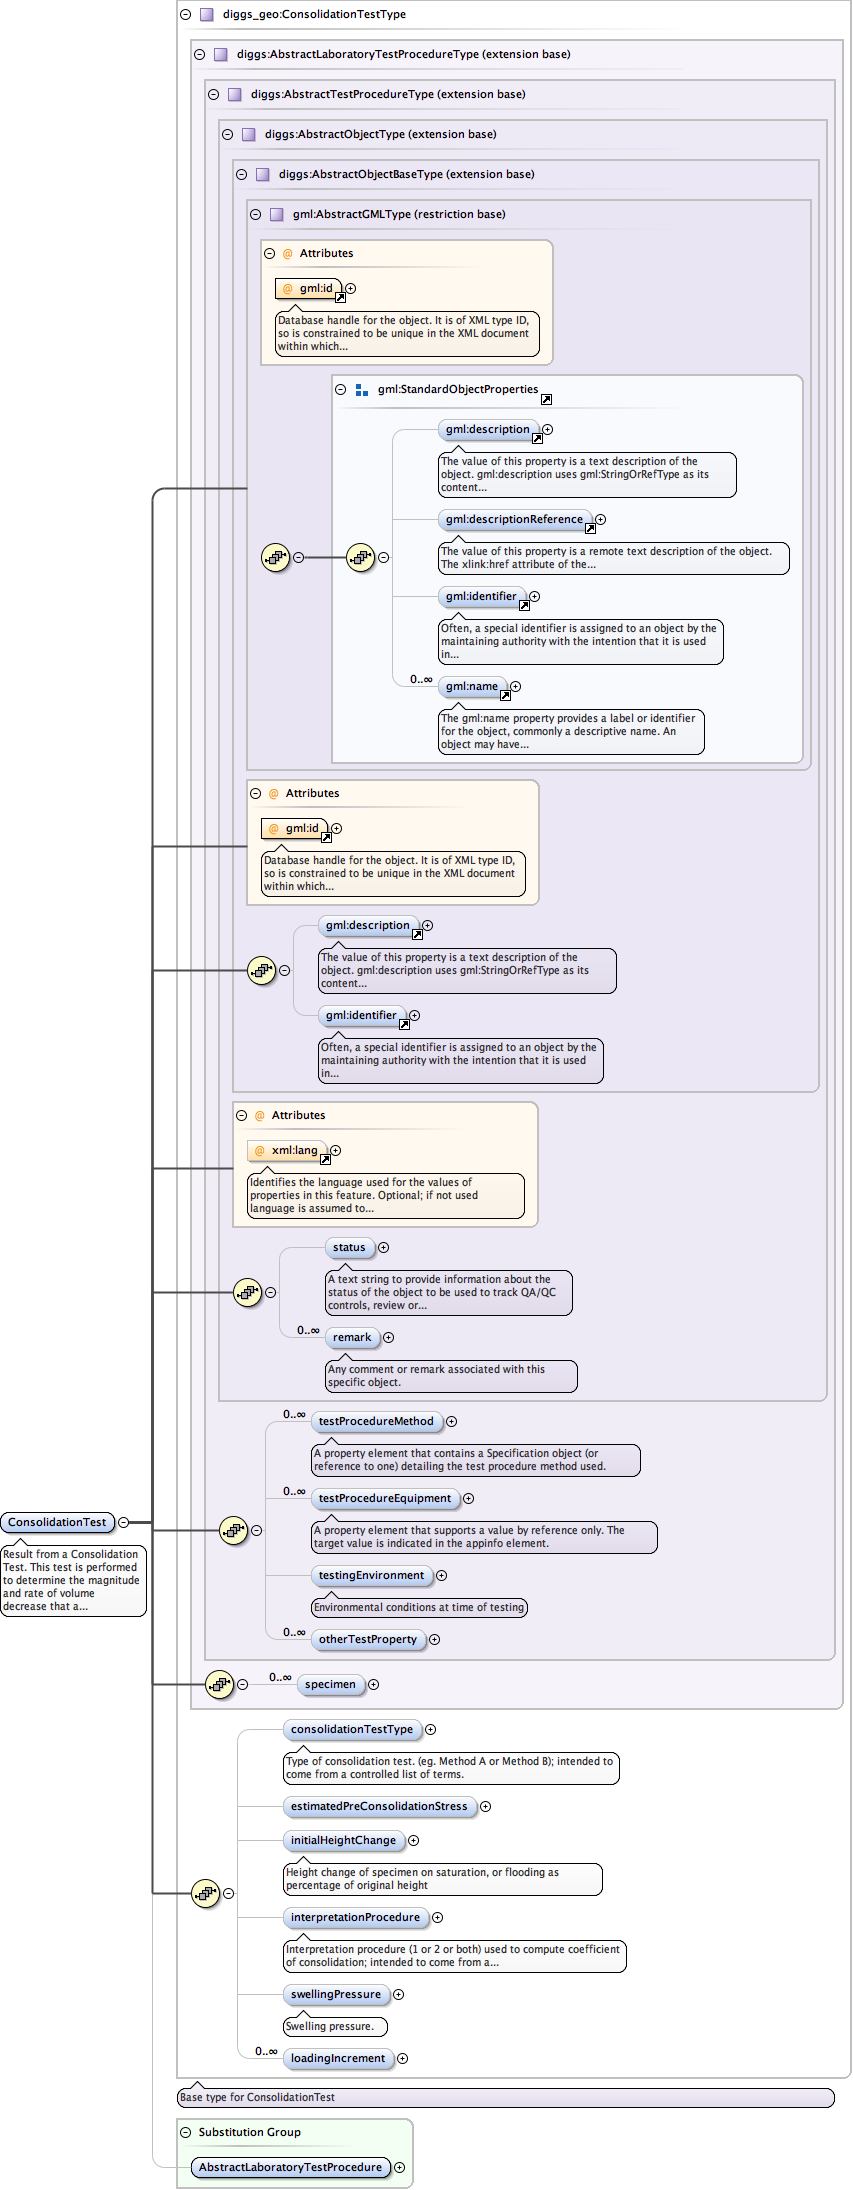 diggs_geo:ConsolidationTestType
diggs:AbstractLaboratoryTestProcedureType (extension base)
diggs:AbstractTestProcedureType (extension base)
diggs:AbstractObjectType (extension base)
diggs:AbstractObjectBaseType (extension base)
gml:AbstractGMLType (restriction base)
@ Attributes
@ gml:id
Database handle for the object. It is of XML type ID,
so is constrained to be unique in the XML document
within which...
gml:StandardObjectProperties
gml:description
The value of this property is a text description of the
object. gml:description uses gml:StringOrRefType as its
content...
gml:descriptionReference
The value of this property is a remote text description of the object.
The xlink:href attribute of the...
gml:identifier
Often, a special identifier is assigned to an object by the
maintaining authority with the intention that it is used
in...
0..∞
gml:name
The gml:name property provides a label or identifier
for the object, commonly a descriptive name. An
object may have...
@ Attributes
@ gml:id
Database handle for the object. It is of XML type ID,
so is constrained to be unique in the XML document
within which...
gml:description
The value of this property is a text description of the
object. gml:description uses gml:StringOrRefType as its
content...
gml:identifier
Often, a special identifier is assigned to an object by the
maintaining authority with the intention that it is used
in...
@ Attributes
@ xml:lang
Identifies the language used for the values of
properties in this feature. Optional; if not used
language is assumed to...
status
A text string to provide information about the
status of the object to be used to track QA/QC
controls, review or...
0..∞
remark
Any comment or remark associated with this
specific object.
0..∞
testProcedureMethod
A property element that contains a Specification object (or
reference to one) detailing the test procedure method used.
0..∞
testProcedureEquipment
A property element that supports a value by reference only. The
target value is indicated in the appinfo element.
testingEnvironment
Environmental conditions at time of testing
0..∞
otherTestProperty
ConsolidationTest
Result from a Consolidation
Test. This test is performed
to determine the magnitude
and rate of volume
decrease that a...
0..∞
specimen
consolidationTestType
Type of consolidation test. (eg. Method A or Method B); intended to
come from a controlled list of terms.
estimatedPreConsolidationStress
initialHeightChange
Height change of specimen on saturation, or flooding as
percentage of original height
interpretationProcedure
Interpretation procedure (1 or 2 or both) used to compute coefficient
of consolidation; intended to come from a...
swellingPressure
Swelling pressure.
0..∞
loadingIncrement
Base type for ConsolidationTest
Substitution Group
AbstractLaboratoryTestProcedure